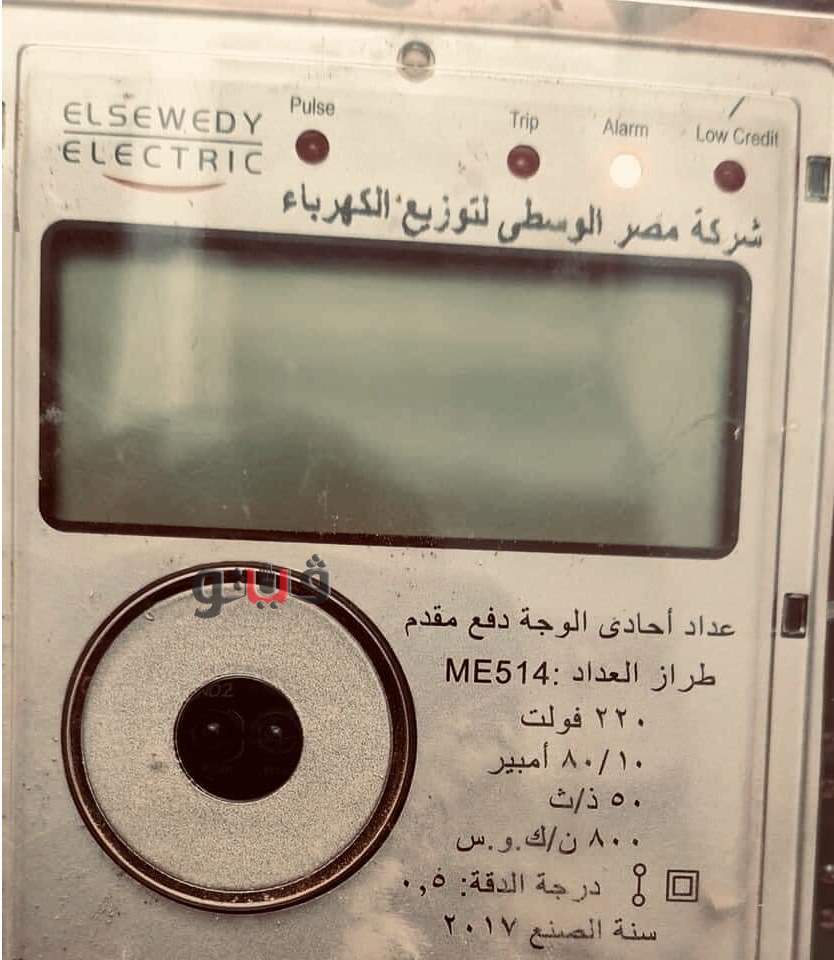 ELSEWEDY
ELECTRIC
Pulse
Trip
Alarm
Low Credit
شركة مصر الوسطى لتوزيع الكهرباء
ڤيتو
عداد أحادى الوجة دفع مقدم
طراز العداد :ME514
٢٢٠ فولت
٨٠/١٠ أمبير
٥٠ ذ/ث
٨٠٠ ن/ك.و.س
درجة الدقة: ٠,٥
سنة الصنع ٢٠١٧